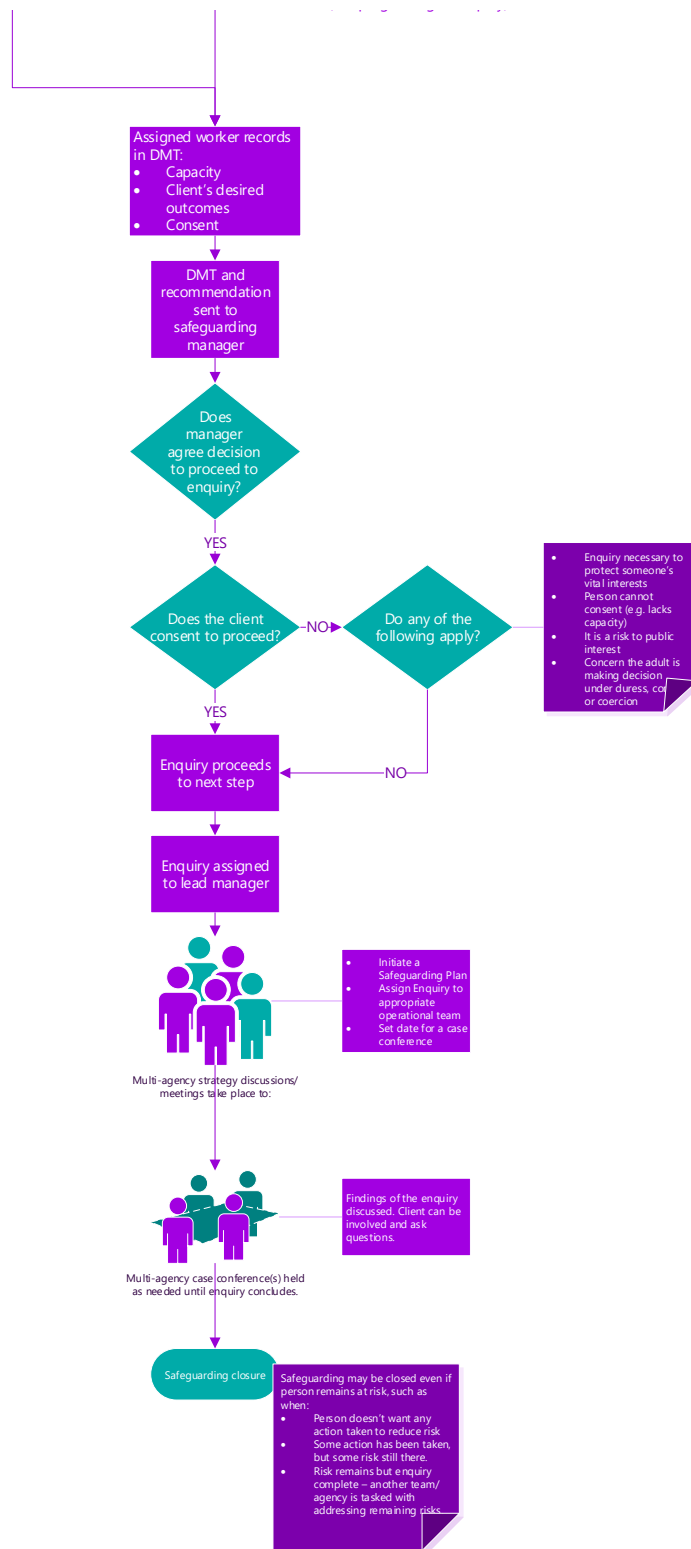 Assigned worker records
in DMT:
• Capacity
• Client's desired
outcomes
• Consent
DMT and
recommendation
sent to
safeguarding
manager
Does
manager
agree decision
to proceed to
enquiry?
YES
Does the client
consent to proceed?
NO
Do any of the
following apply?
• Enquiry necessary to
protect someone's
vital interests
• Person cannot
consent (e.g. lacks
capacity)
• It is a risk to public
interest
• Concern the adult is
making decision
under duress,
or coercion
YES
Enquiry proceeds
to next step
NO
Enquiry assigned
to lead manager
• Initiate a
Safeguarding Plan
• Assign Enquiry to
appropriate
operational team
• Set date for a case
conference
Multi-agency strategy discussions/
meetings take place to:
Findings of the enquiry
discussed. Client can be
involved and ask
questions.
Multi-agency case conference(s) held
as needed until enquiry concludes.
Safeguarding closure
Safeguarding may be closed even if
person remains at risk, such as
when:
• Person doesn't want any
action taken to reduce risk
• Some action has been taken,
but some risk still there.
• Risk remains but enquiry
complete – another team/
agency is tasked with
addressing remaining risks